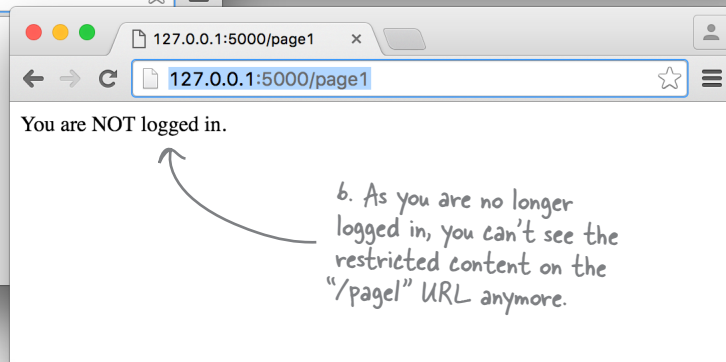 127.0.0.1:5000/page1
127.0.0.1:5000/page1
You are NOT logged in.
6. As you are no longer
logged in, you can't see the
restricted content on the
“/page1” URL anymore.